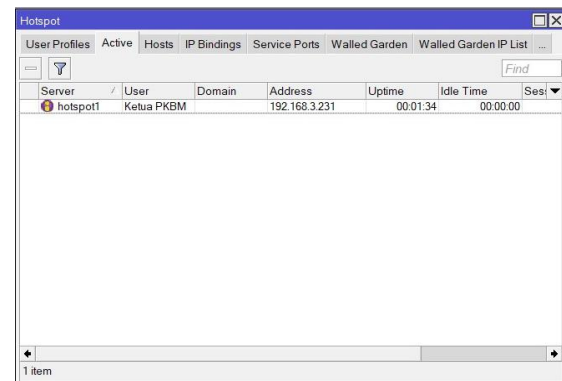 Hotspot
User Profiles Active Hosts IP Bindings Service Ports Walled Garden Walled Garden IP List ...
Find
Server User Domain Address Uptime Idle Time Ses
hotspot1 Ketua PKBM 192.168.3.231 00:01:34 00:00:00
1 item